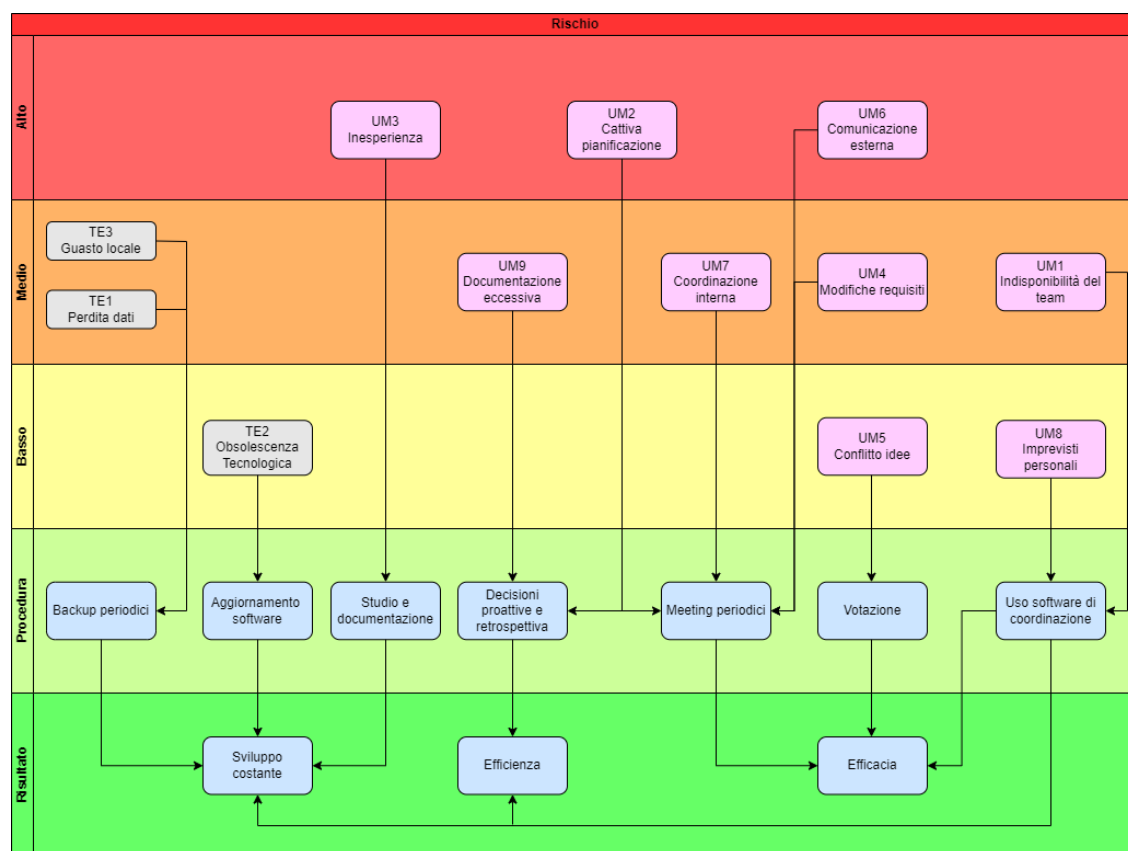 Rischio
Alto
UM3
Inesperienza
UM2
Cattiva
pianificazione
UM6
Comunicazione
esterna
Medio
TE3
Guasto locale
TE1
Perdita dati
UM9
Documentazione
eccessiva
UM7
Coordinazione
interna
UM4
Modifiche requisiti
UM1
Indisponibilità del
team
Basso
TE2
Obsolescenza
Tecnologica
UM5
Conflitto idee
UM8
Imprevisti
personali
Procedura
Backup periodici
Aggiornamento
software
Studio e
documentazione
Decisioni
proattive e
retrospettiva
Meeting periodici
Votazione
Uso software di
coordinazione
Risultato
Sviluppo
costante
Efficienza
Efficacia